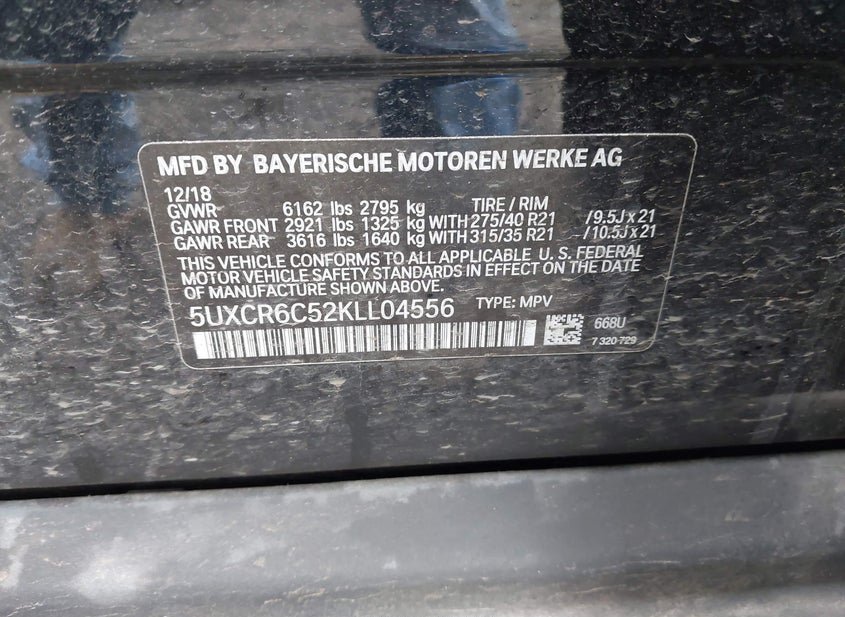 MFD BY BAYERISCHE MOTOREN WERKE AG
12/18
GVWR 6162 lbs 2795 kg TIRE / RIM
GAWR FRONT 2921 lbs 1325 kg WITH 275/40 R21 /9.5J x 21
GAWR REAR 3616 lbs 1640 kg WITH 315/35 R21 /10.5J x 21
THIS VEHICLE CONFORMS TO ALL APPLICABLE U. S. FEDERAL
MOTOR VEHICLE SAFETY STANDARDS IN EFFECT ON THE DATE
OF MANUFACTURE SHOWN ABOVE.
5UXCR6C52KLL04556 TYPE: MPV
668U
7 320 729